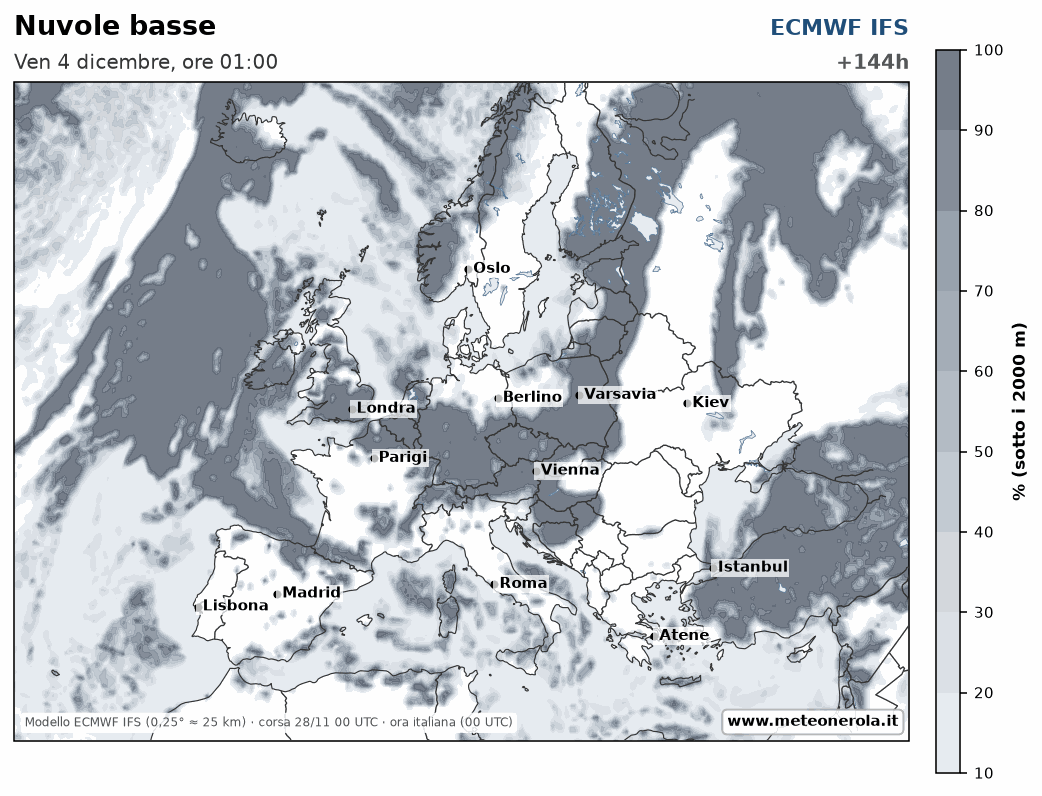 Nuvole basse
ECMWF IFS
Ven 4 dicembre, ore 01:00
+144h
100
90
80
70
60
50
40
30
20
10
% (sotto i 2000 m)
Oslo
Berlino
Varsavia
Londra
Kiev
Parigi
Vienna
Istanbul
Roma
Madrid
Lisbona
Atene
Modello ECMWF IFS (0,25° ≈ 25 km) · corsa 28/11 00 UTC · ora italiana (00 UTC)
www.meteonerola.it